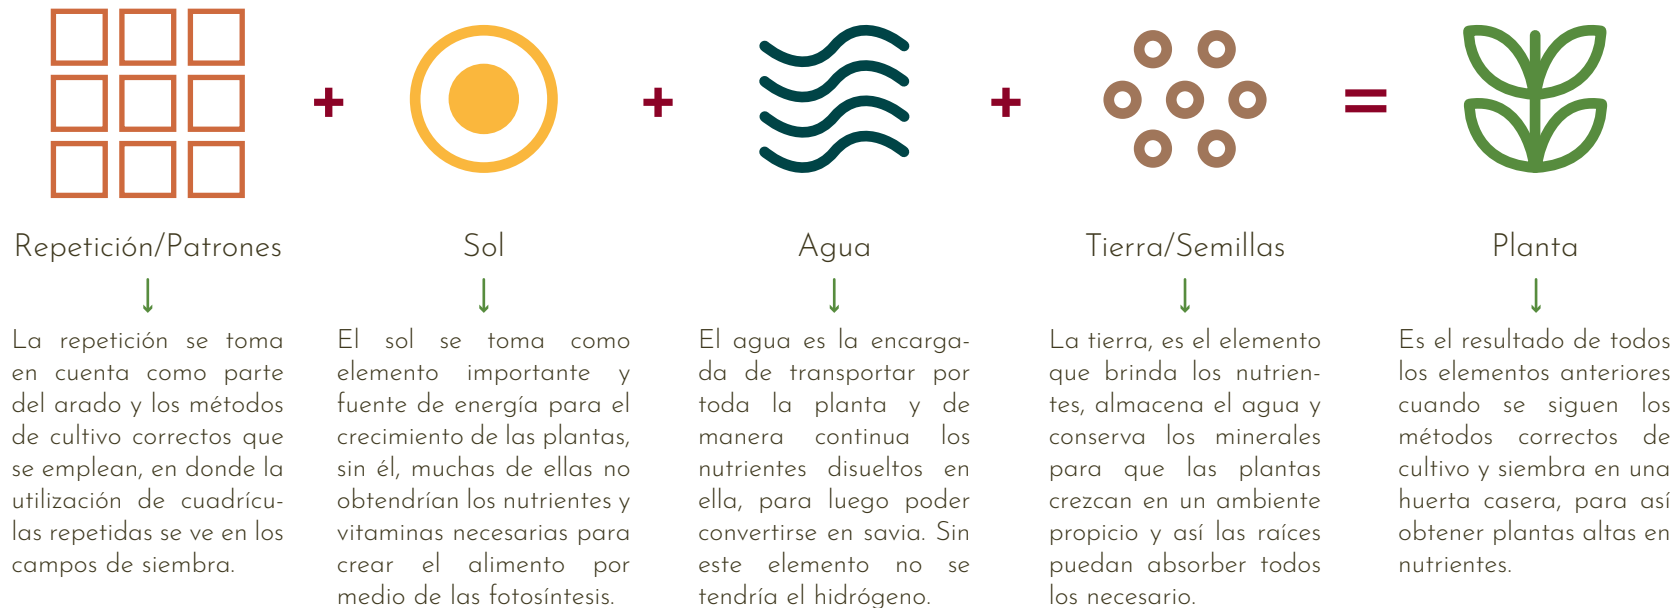 + + + =
Repetición/Patrones
La repetición se toma
en cuenta como parte
del arado y los métodos
de cultivo correctos que
se emplean, en donde la
utilización de cuadrícu-
las repetidas se ve en los
campos de siembra.
Sol
El sol se toma como
elemento importante y
fuente de energía para el
crecimiento de las plantas,
sin él, muchas de ellas no
obtendrían los nutrientes y
vitaminas necesarias para
crear el alimento por
medio de las fotosíntesis.
Agua
El agua es la encarga-
da de transportar por
toda la planta y de
manera continua los
nutrientes disueltos en
ella, para luego poder
convertirse en savia. Sin
este elemento no se
tendría el hidrógeno.
Tierra/Semillas
La tierra, es el elemento
que brinda los nutrien-
tes, almacena el agua y
conserva los minerales
para que las plantas
crezcan en un ambiente
propicio y así las raíces
puedan absorber todos
los necesario.
Planta
Es el resultado de todos
los elementos anteriores
cuando se siguen los
métodos correctos de
cultivo y siembra en una
huerta casera, para así
obtener plantas altas en
nutrientes.